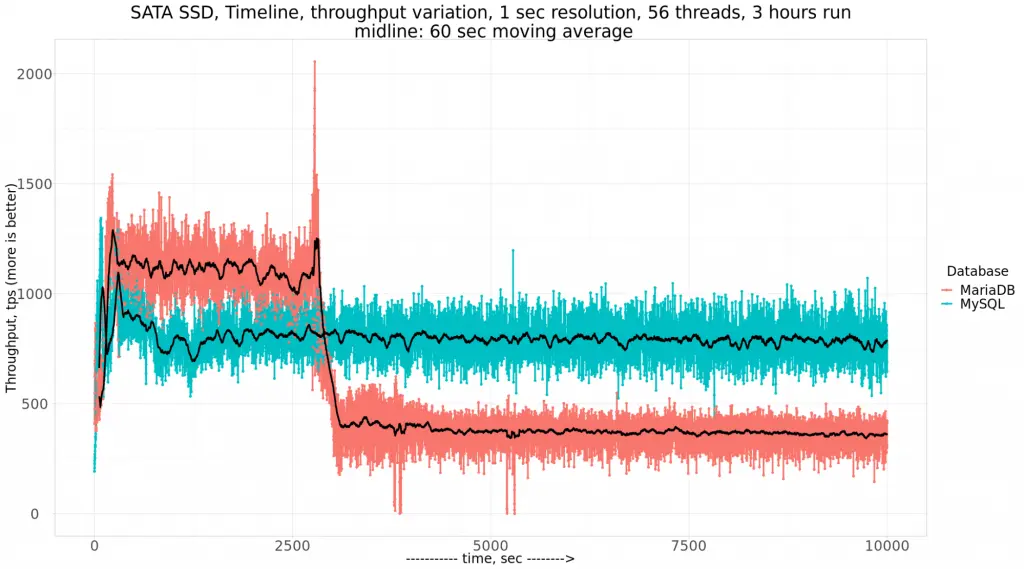 SATA SSD, Timeline, throughput variation, 1 sec resolution, 56 threads, 3 hours run
midline: 60 sec moving average
Throughput, tps (more is better)
2000
1500
1000
500
0
0 2500 5000 7500 10000
----------- time, sec -------->
Database
MariaDB
MySQL